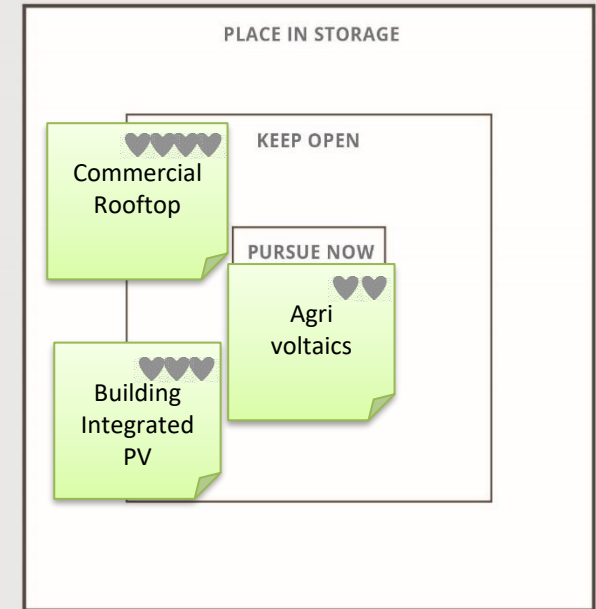 PLACE IN STORAGE
KEEP OPEN
Commercial
Rooftop
PURSUE NOW
Agri
voltaics
Building
Integrated
PV